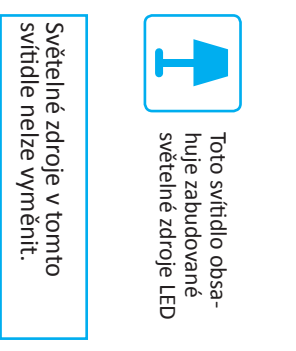 Toto svítidlo obsa-
huje zabudované
světelné zdroje LED
Světelné zdroje v tomto
svítidle nelze vyměnit.